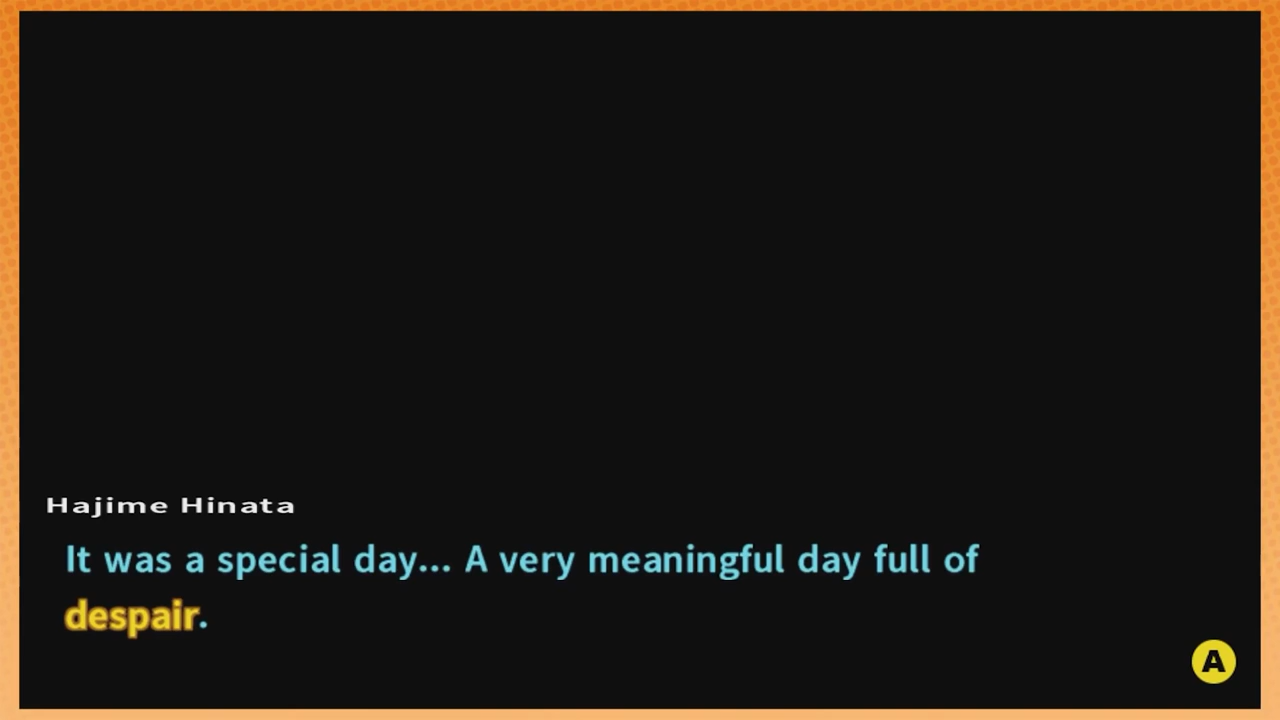 Hajime Hinata
It was a special day... A very meaningful day full of
despair.
A